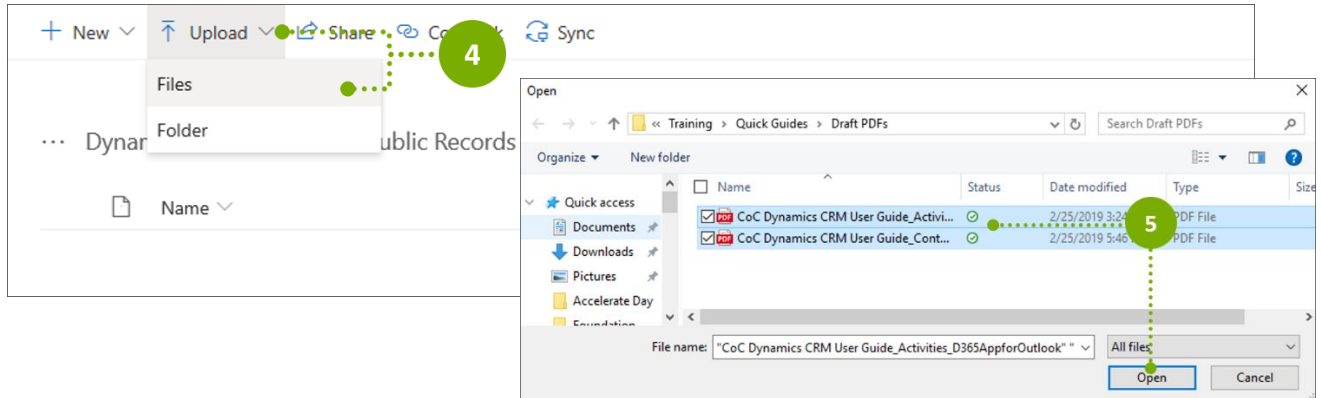 + New Upload Share Co k Sync
4
Files
Folder
Dynar ublic Records
Name
Open
« Training > Quick Guides > Draft PDFs Search Draft PDFs
Organize New folder ?
Name Status Date modified Type Size
Quick access
Documents
Downloads
Pictures
Accelerate Day
Foundation
PDF CoC Dynamics CRM User Guide_Activi... 2/25/2019 3:24 PDF File
5
PDF CoC Dynamics CRM User Guide_Cont... 2/25/2019 5:46 PDF File
File name: "CoC Dynamics CRM User Guide_Activities_D365AppforOutlook" " All files
Open Cancel